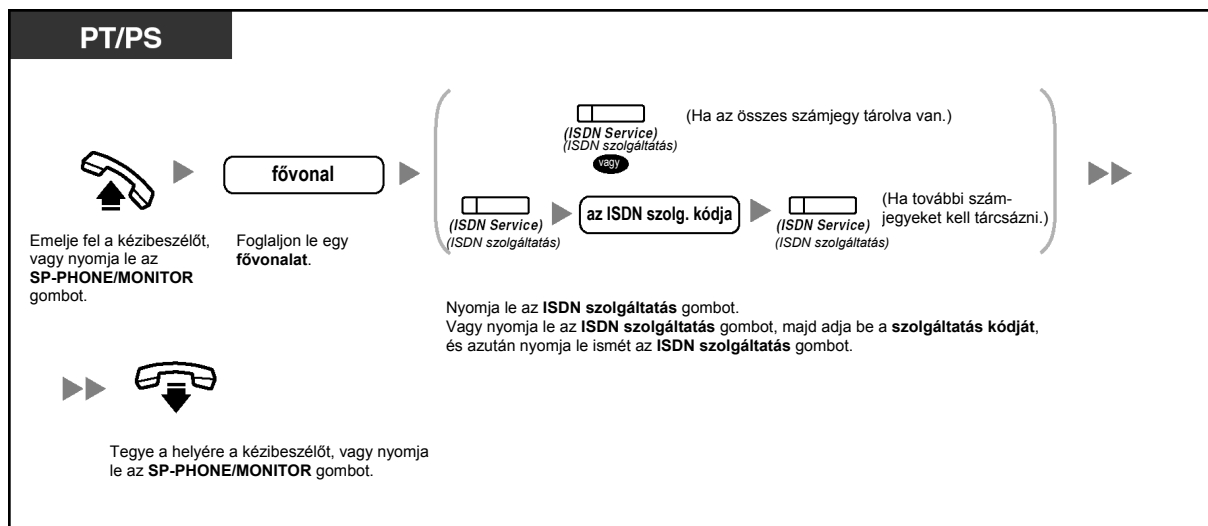 PT/PS
(Ha az összes számjegy tárolva van.)
(ISDN Service)
(ISDN szolgáltatás)
vagy
fővonal
az ISDN szolg. kódja
(Ha további szám-
jegyeket kell tárcsázni.)
(ISDN Service)
(ISDN szolgáltatás)
(ISDN Service)
(ISDN szolgáltatás)
Emelje fel a kézibeszélőt,
vagy nyomja le az
SP-PHONE/MONITOR
gombot.
Foglaljon le egy
fővonalat.
Nyomja le az ISDN szolgáltatás gombot.
Vagy nyomja le az ISDN szolgáltatás gombot, majd adja be a szolgáltatás kódját,
és azután nyomja le ismét az ISDN szolgáltatás gombot.
Tegye a helyére a kézibeszélőt, vagy nyomja
le az SP-PHONE/MONITOR gombot.